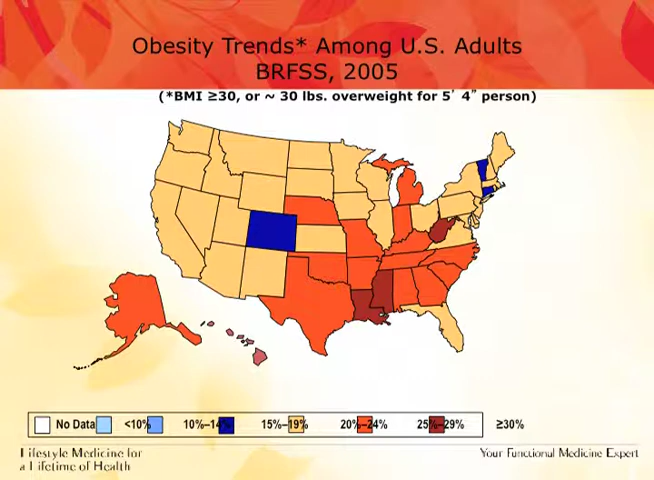 Obesity Trends* Among U.S. Adults
BRFSS, 2005
(*BMI ≥30, or ~ 30 lbs. overweight for 5' 4" person)
No Data <10% 10%–14% 15%–19% 20%–24% 25%–29% ≥30%
Lifestyle Medicine for
a Lifetime of Health
Your Functional Medicine Expert